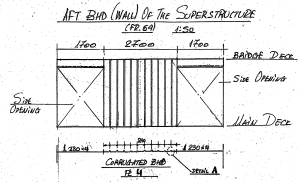 AFT BHD (WALL) OF THE SUPERSTRUCTURE
(FR. 64) 1:50
1700 2700 1700
BRIDGE DECK
SIDE OPENING
SIDE OPENING
MAIN DECK
CORRUGATED BHD
DETAIL A